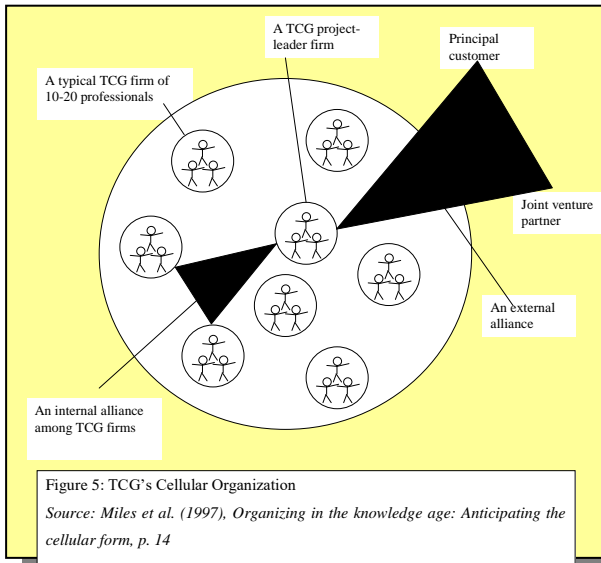 A TCG project-
leader firm
Principal
customer
A typical TCG firm of
10-20 professionals
Joint venture
partner
An external
alliance
An internal alliance
among TCG firms
Figure 5: TCG's Cellular Organization
Source: Miles et al. (1997), Organizing in the knowledge age: Anticipating the
cellular form, p. 14